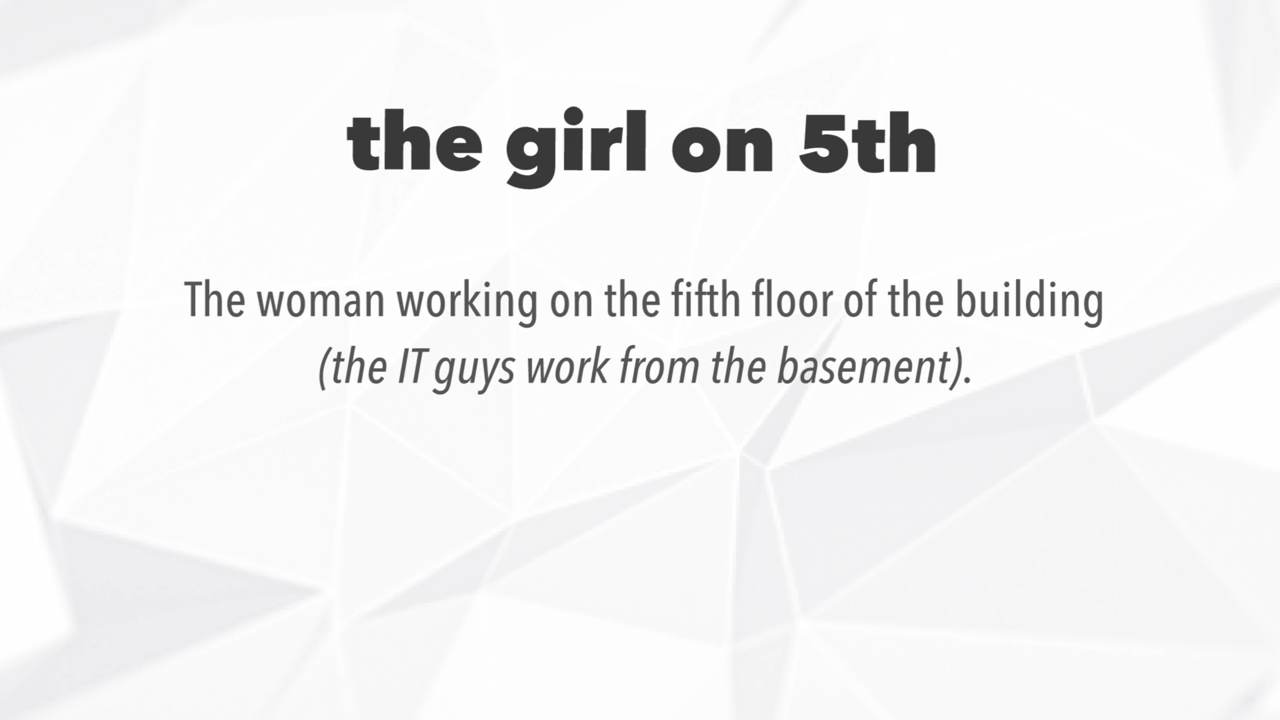 the girl on 5th
The woman working on the fifth floor of the building
(the IT guys work from the basement).